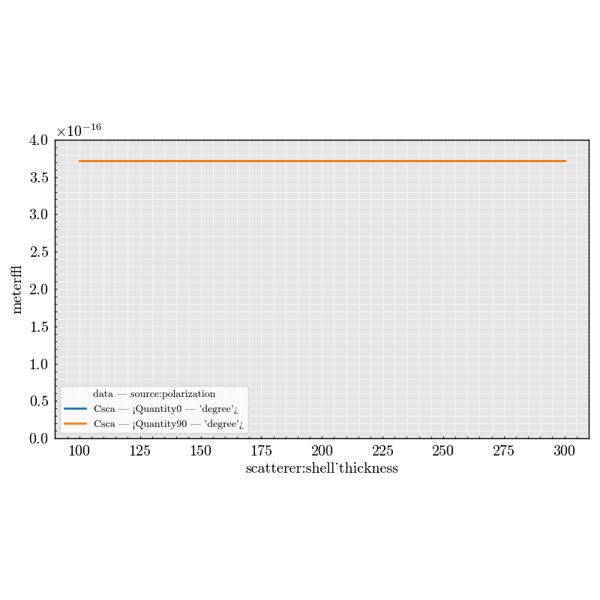 ×10⁻¹⁶
4.0
3.5
3.0
2.5
2.0
1.5
1.0
0.5
0.0
meterffl
data — source:polarization
Csca — ¡Quantity0 — 'degree'¿
Csca — ¡Quantity90 — 'degree'¿
100 125 150 175 200 225 250 275 300
scatterer:shell˙thickness